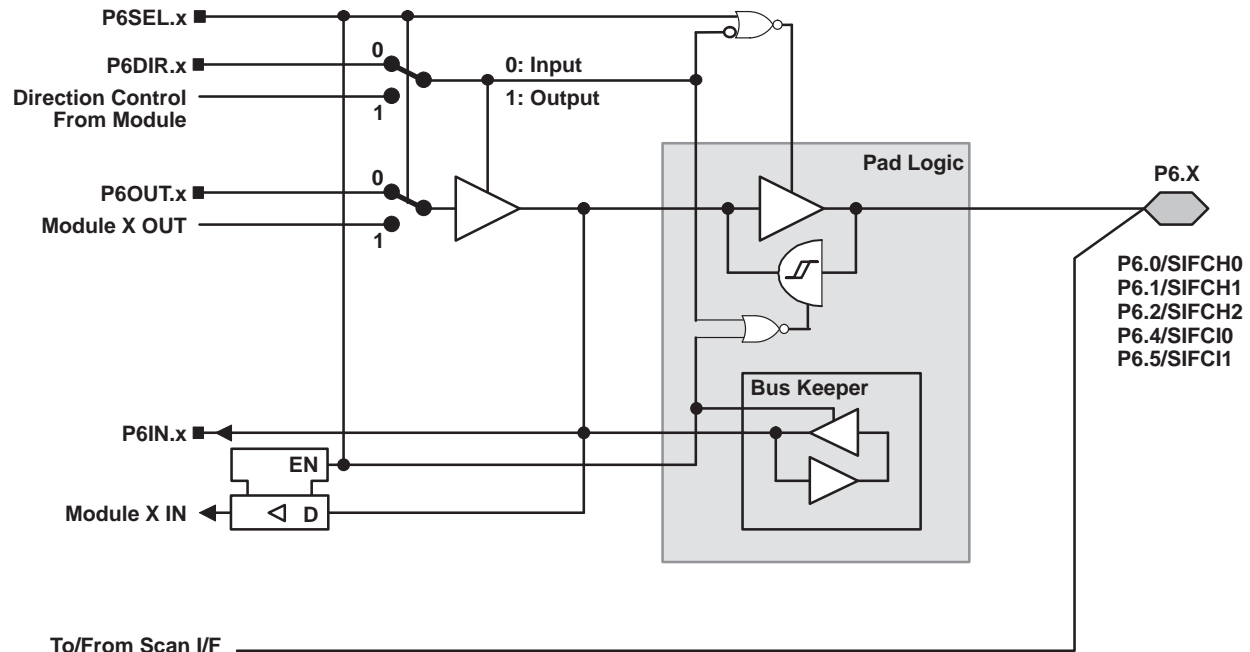 P6SEL.x
P6DIR.x
0
0: Input
Direction Control
From Module
1
1: Output
Pad Logic
P6.X
P6OUT.x
0
Module X OUT
1
P6.0/SIFCH0
P6.1/SIFCH1
P6.2/SIFCH2
P6.4/SIFCI0
P6.5/SIFCI1
Bus Keeper
P6IN.x
EN
Module X IN
D
To/From Scan I/F